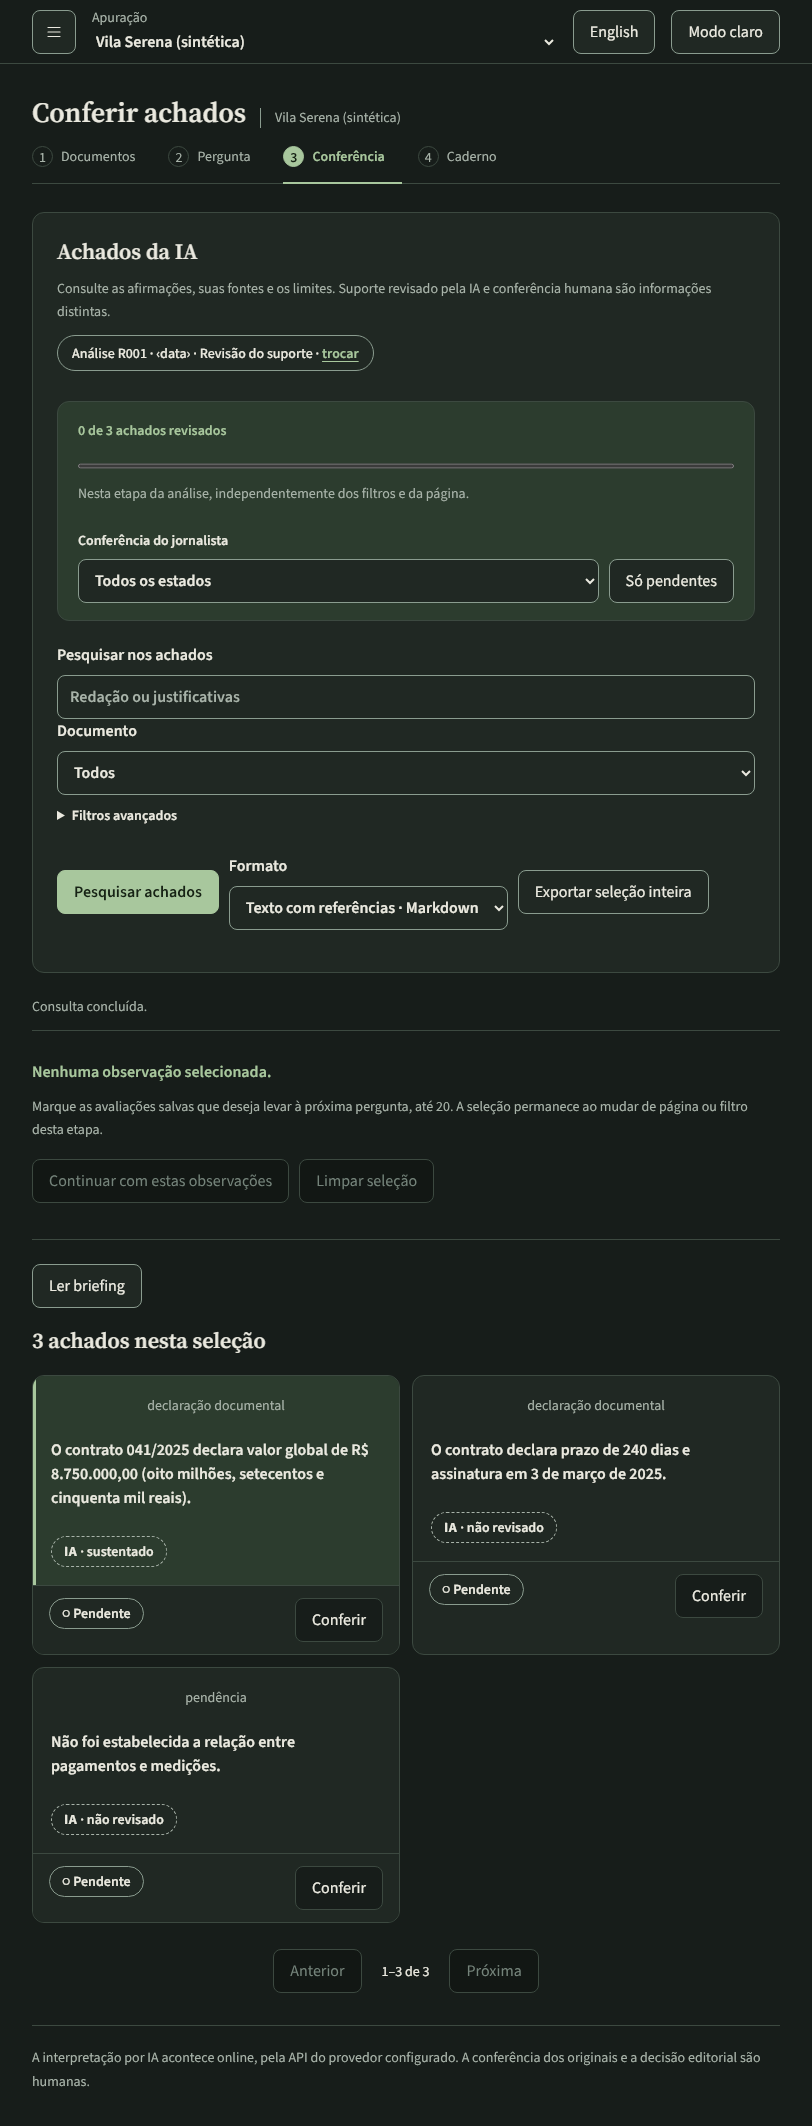 Apuração
Vila Serena (sintética)
English
Modo claro
Conferir achados
Vila Serena (sintética)
1 Documentos
2 Pergunta
3 Conferência
4 Caderno
Achados da IA
Consulte as afirmações, suas fontes e os limites. Suporte revisado pela IA e conferência humana são informações
distintas.
Análise R001 · ‹data› · Revisão do suporte · trocar
0 de 3 achados revisados
Nesta etapa da análise, independentemente dos filtros e da página.
Conferência do jornalista
Todos os estados
Só pendentes
Pesquisar nos achados
Redação ou justificativas
Documento
Todos
Filtros avançados
Pesquisar achados
Formato
Texto com referências · Markdown
Exportar seleção inteira
Consulta concluída.
Nenhuma observação selecionada.
Marque as avaliações salvas que deseja levar à próxima pergunta, até 20. A seleção permanece ao mudar de página ou filtro
desta etapa.
Continuar com estas observações
Limpar seleção
Ler briefing
3 achados nesta seleção
declaração documental
O contrato 041/2025 declara valor global de R$
8.750.000,00 (oito milhões, setecentos e
cinquenta mil reais).
IA · sustentado
Pendente
Conferir
declaração documental
O contrato declara prazo de 240 dias e
assinatura em 3 de março de 2025.
IA · não revisado
Pendente
Conferir
pendência
Não foi estabelecida a relação entre
pagamentos e medições.
IA · não revisado
Pendente
Conferir
Anterior
1–3 de 3
Próxima
A interpretação por IA acontece online, pela API do provedor configurado. A conferência dos originais e a decisão editorial são
humanas.